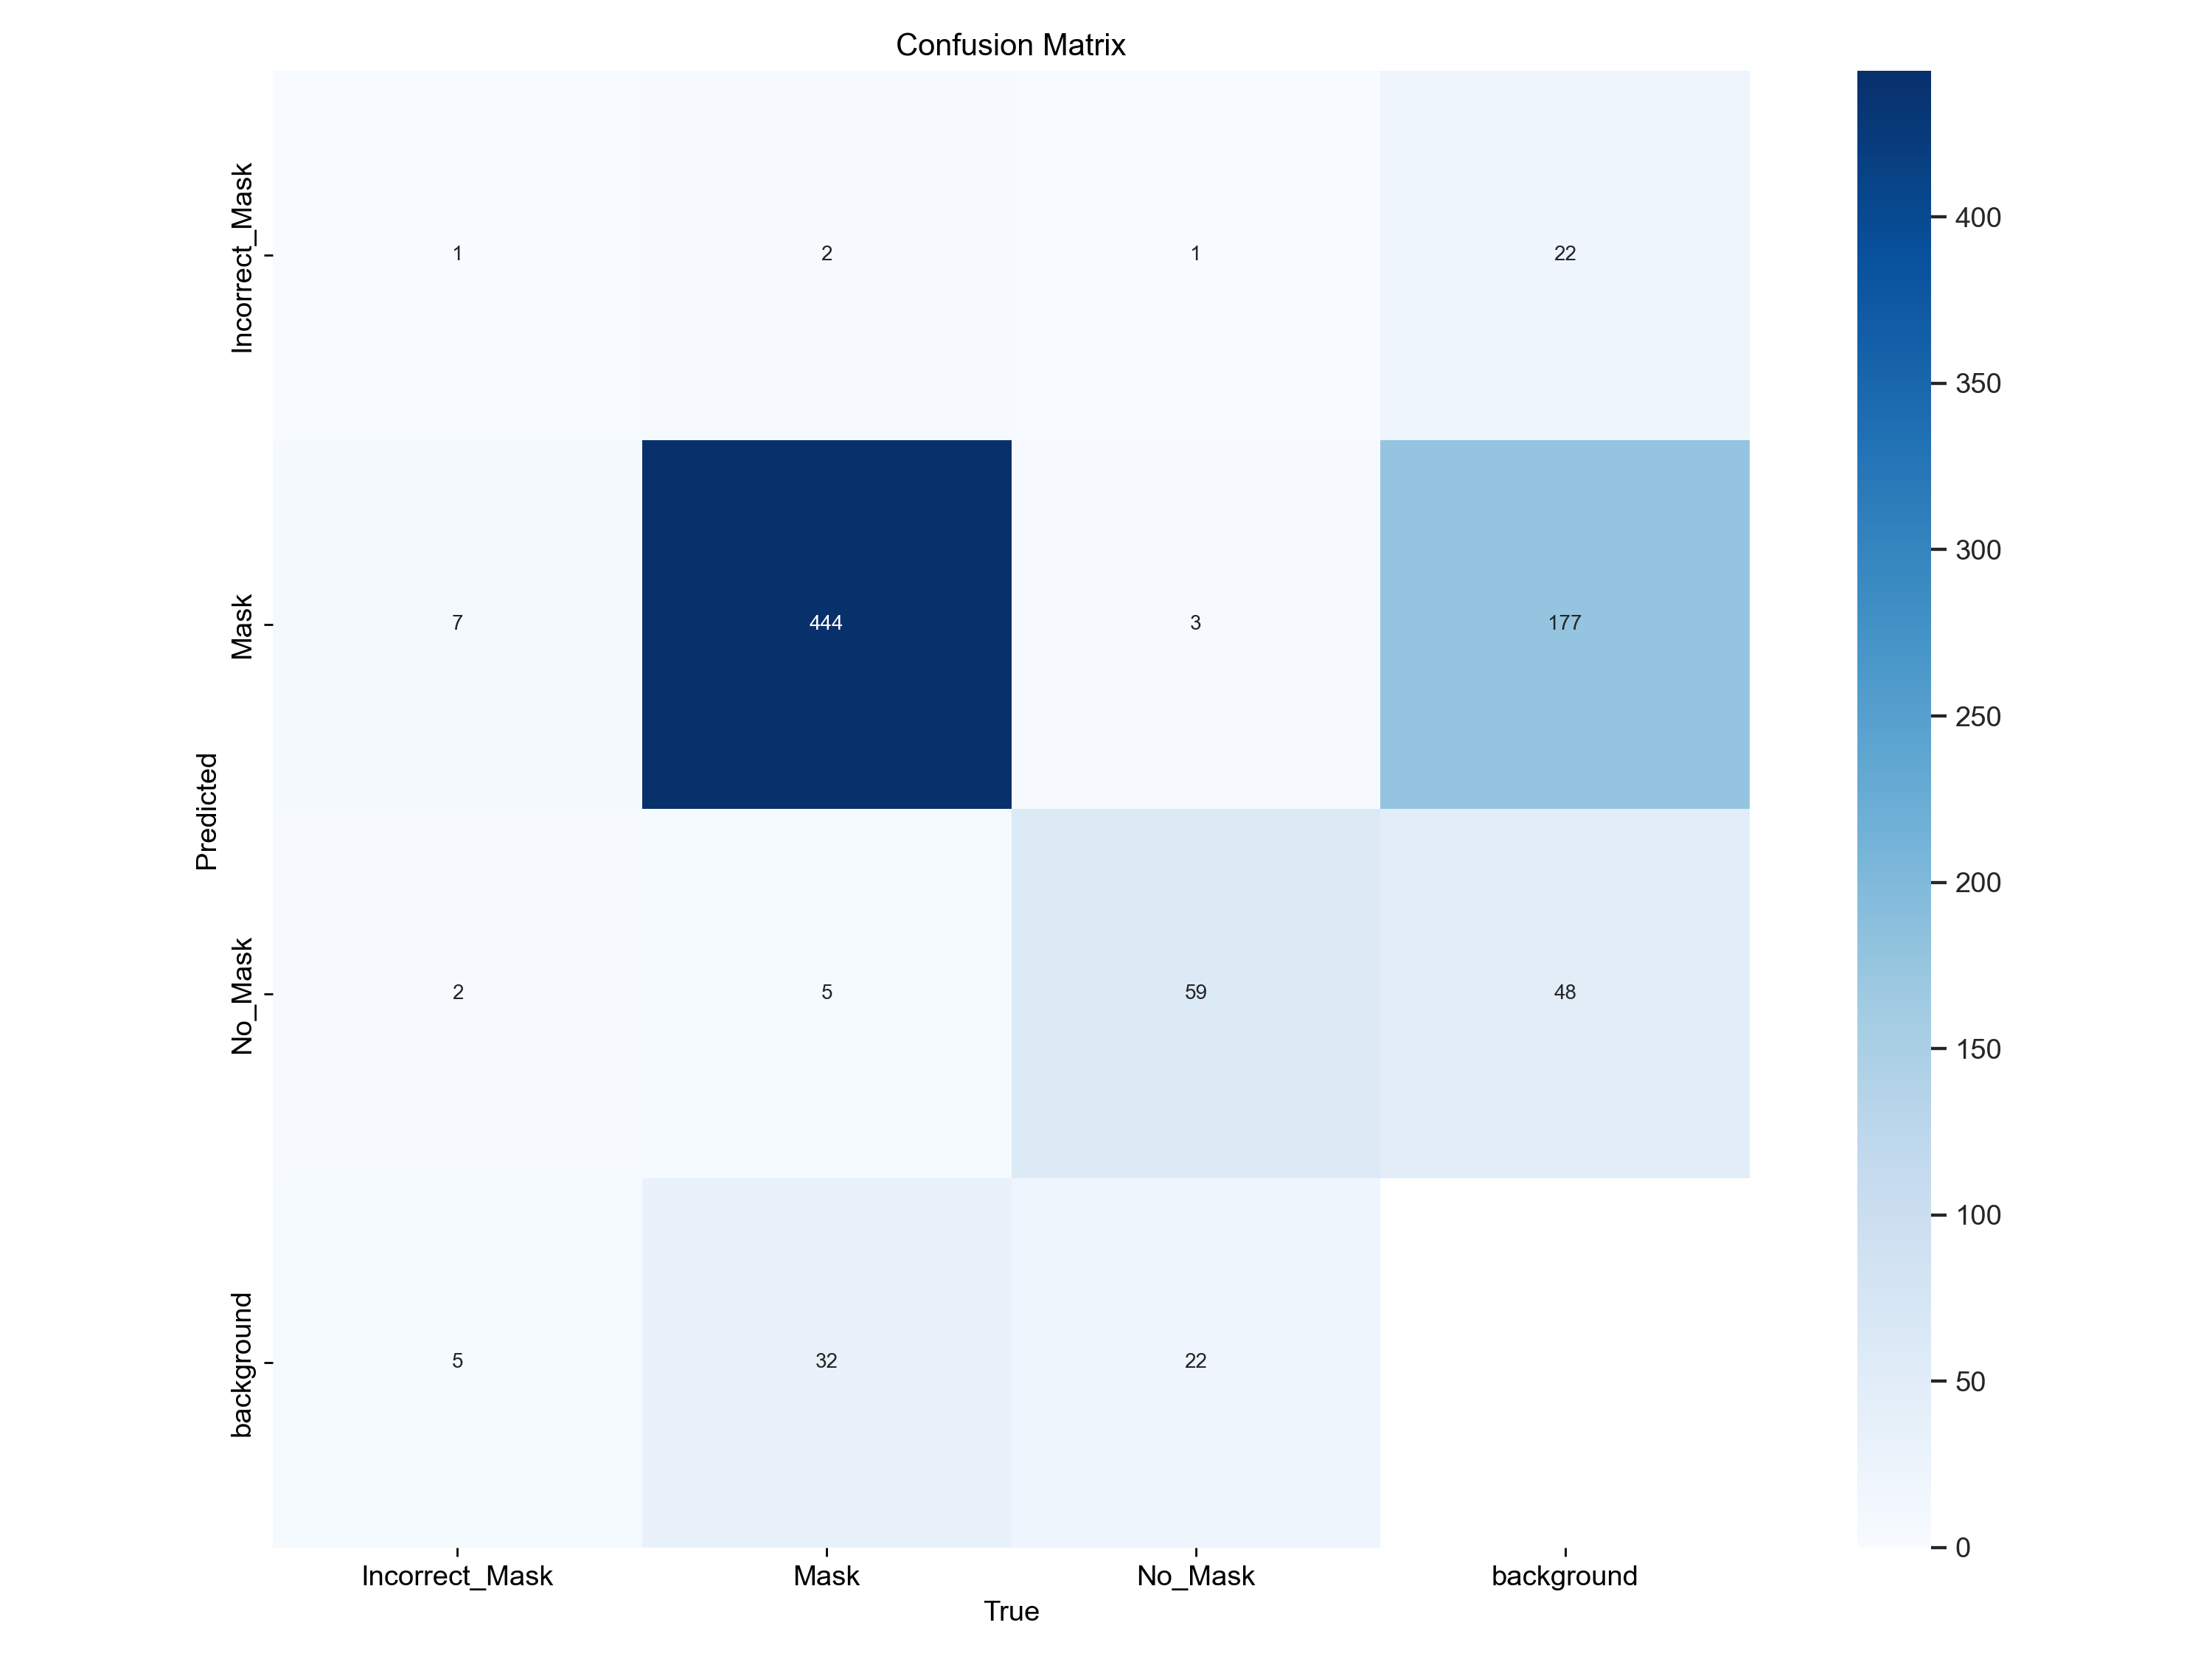 Confusion Matrix
Incorrect_Mask
1 2 1 22
Mask
7 444 3 177
No_Mask
2 5 59 48
background
5 32 22
Predicted
Incorrect_Mask Mask No_Mask background
True
400
350
300
250
200
150
100
50
0